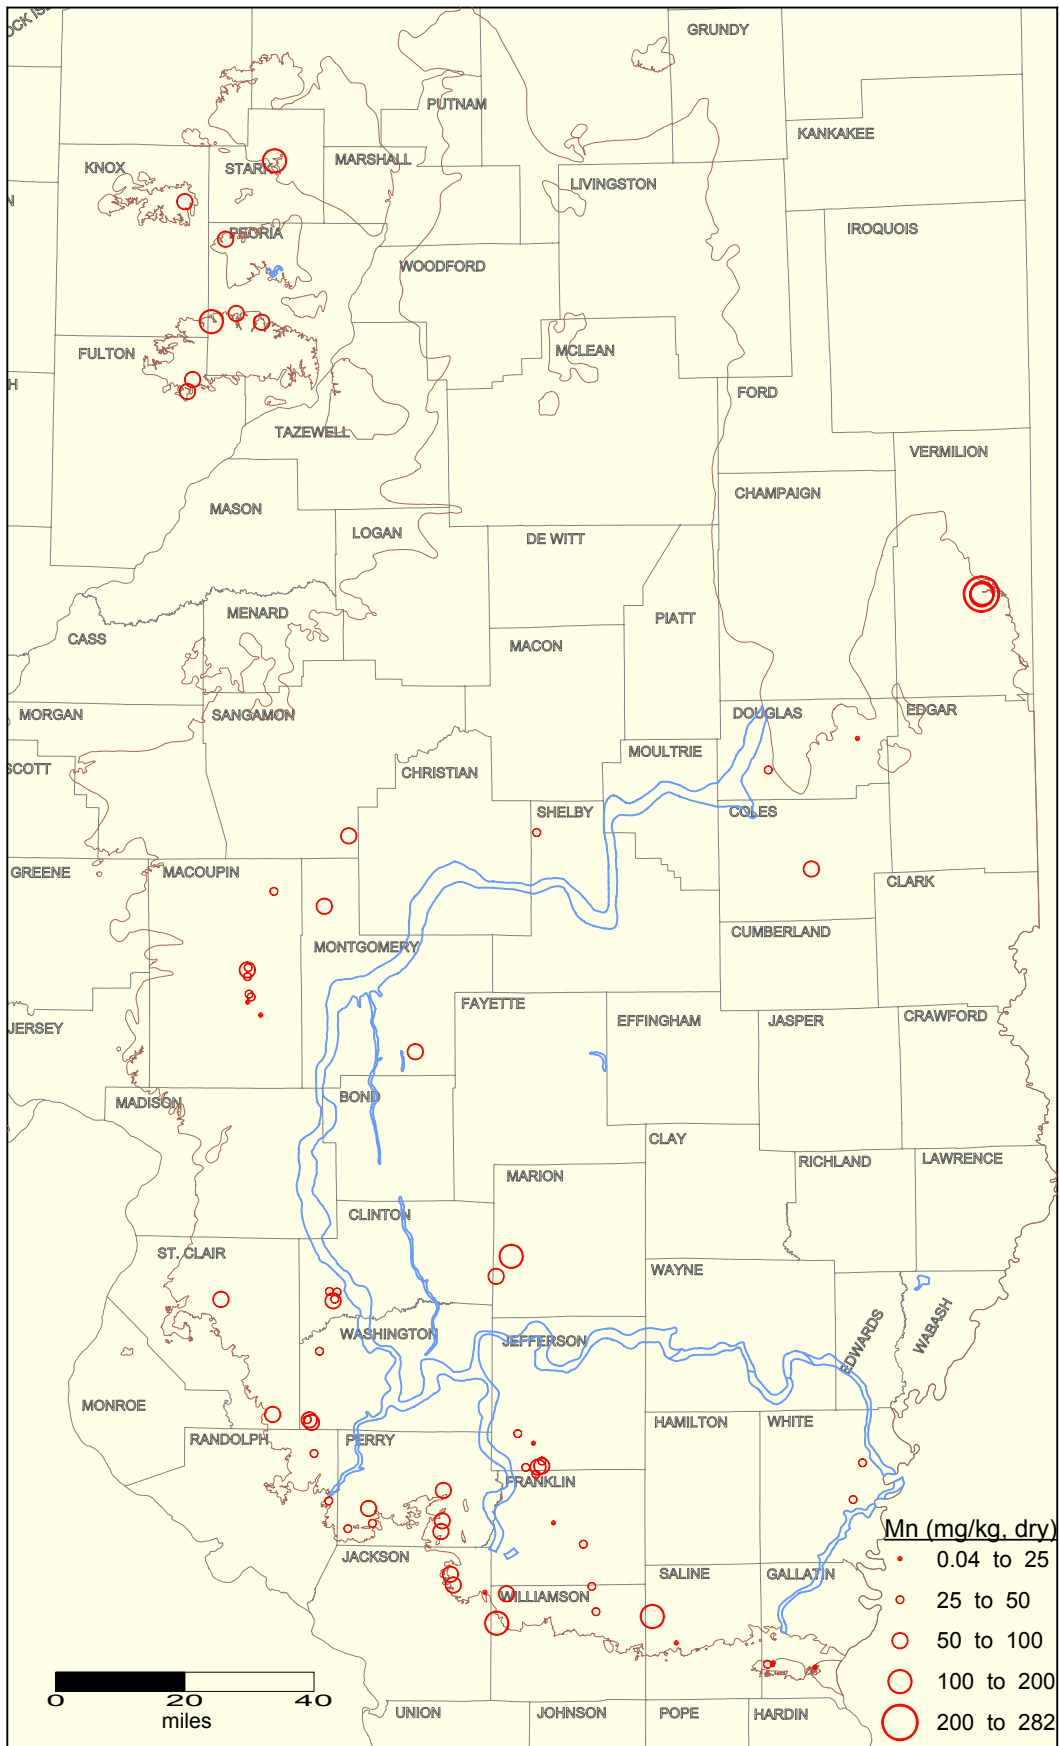 GRUNDY
PUTNAM
KANKAKEE
KNOX
STARK
MARSHALL
LIVINGSTON
N
IROQUOIS
PEORIA
WOODFORD
FULTON
MCLEAN
H
FORD
TAZEWELL
VERMILION
CHAMPAIGN
MASON
LOGAN
DE WITT
MENARD
PIATT
CASS
MACON
MORGAN
SANGAMON
DOUGLAS
EDGAR
MOULTRIE
SCOTT
CHRISTIAN
SHELBY
COLES
GREENE
MACOUPIN
CLARK
CUMBERLAND
MONTGOMERY
FAYETTE
EFFINGHAM
JASPER
CRAWFORD
JERSEY
MADISON
BOND
CLAY
RICHLAND
LAWRENCE
MARION
CLINTON
ST. CLAIR
WAYNE
WASHINGTON
JEFFERSON
EDWARDS
WABASH
MONROE
HAMILTON
WHITE
RANDOLPH
PERRY
FRANKLIN
Mn (mg/kg, dry)
JACKSON
0.04 to 25
SALINE
GALLATIN
WILLIAMSON
25 to 50
50 to 100
100 to 200
0 20 40
miles
UNION
JOHNSON
POPE
HARDIN
200 to 282